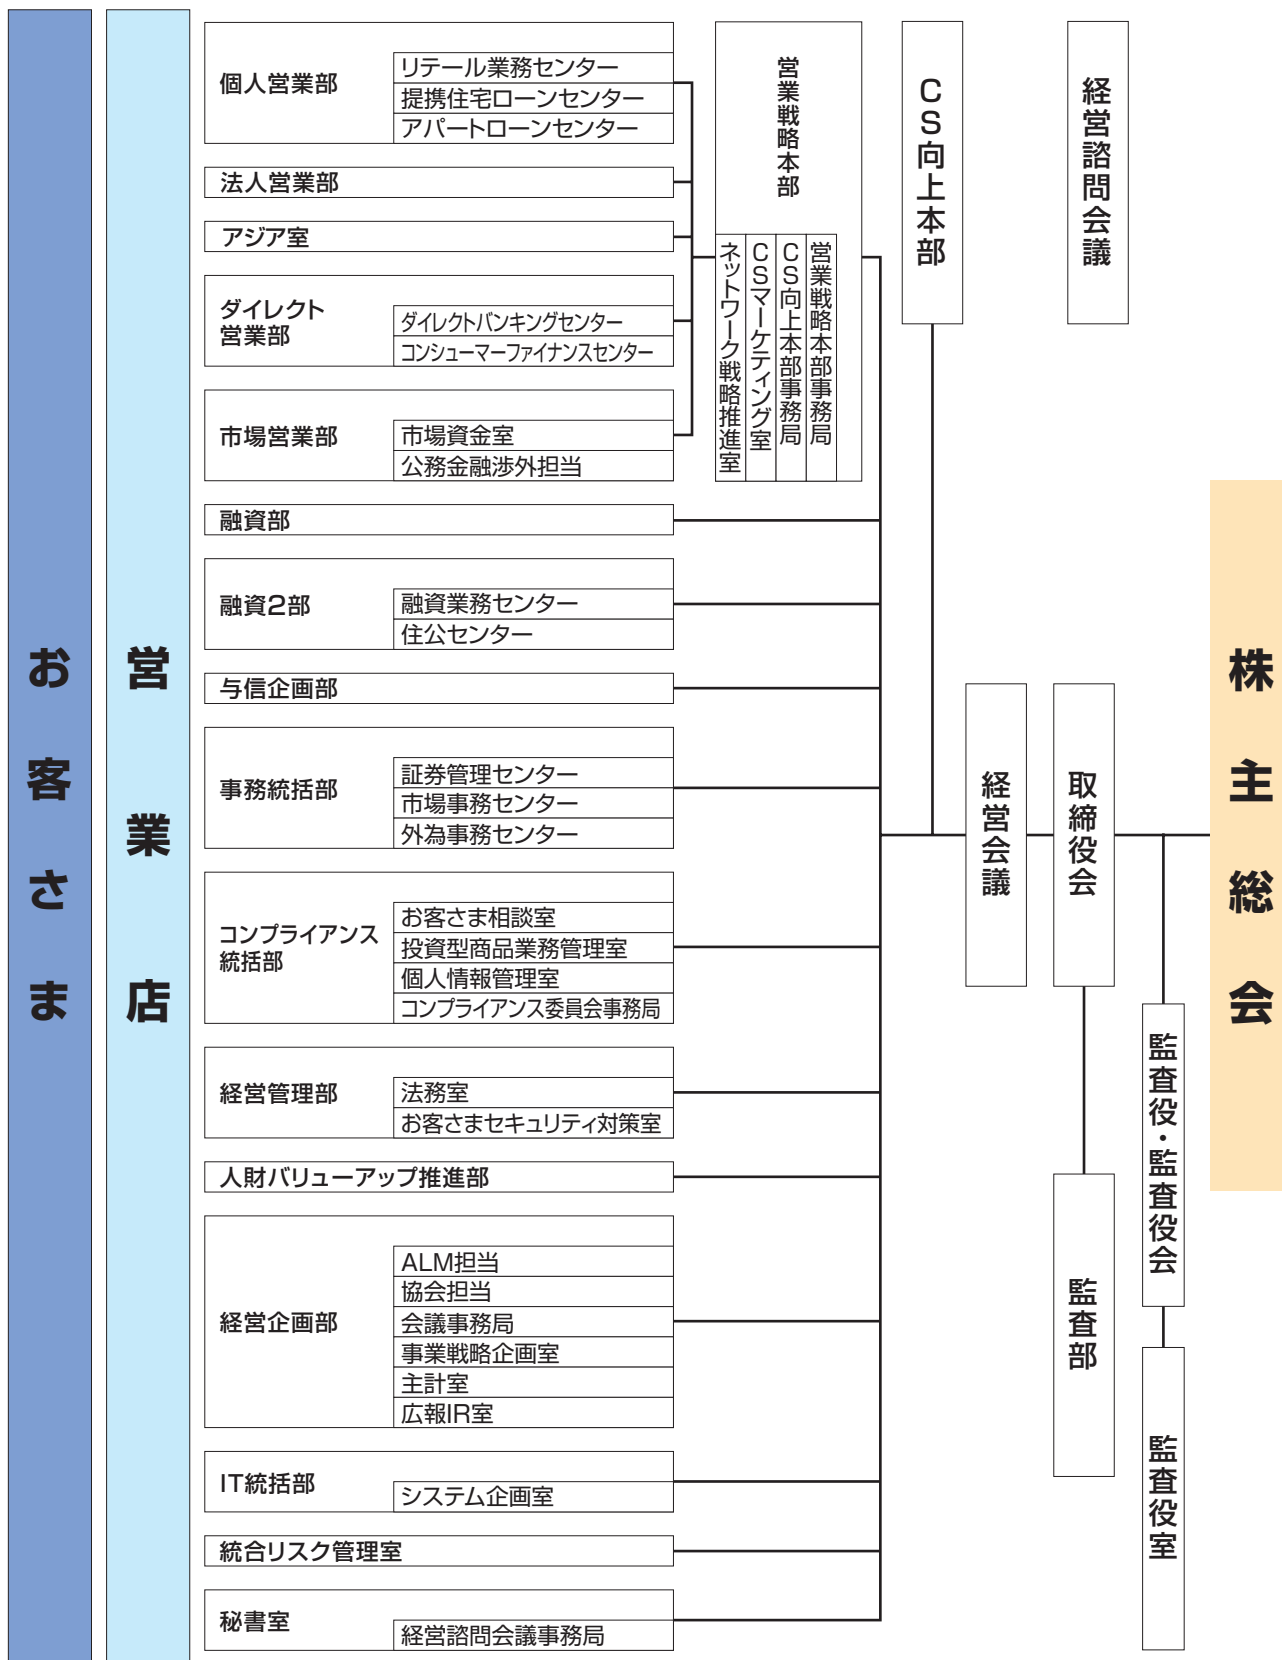 お客さま
営業店
個人営業部
リテール業務センター
提携住宅ローンセンター
アパートローンセンター
法人営業部
アジア室
ダイレクト
営業部
ダイレクトバンキングセンター
コンシューマーファイナンスセンター
市場営業部
市場資金室
公務金融渉外担当
融資部
融資2部
融資業務センター
住公センター
与信企画部
事務統括部
証券管理センター
市場事務センター
外為事務センター
コンプライアンス
統括部
お客さま相談室
投資型商品業務管理室
個人情報管理室
コンプライアンス委員会事務局
経営管理部
法務室
お客さまセキュリティ対策室
人財バリューアップ推進部
経営企画部
ALM担当
協会担当
会議事務局
事業戦略企画室
主計室
広報IR室
IT統括部
システム企画室
統合リスク管理室
秘書室
経営諮問会議事務局
営業戦略本部
営業戦略本部事務局
CS向上本部事務局
CSマーケティング室
ネットワーク戦略推進室
CS向上本部
経営諮問会議
経営会議
取締役会
監査部
監査役・監査役会
監査役室
株主総会